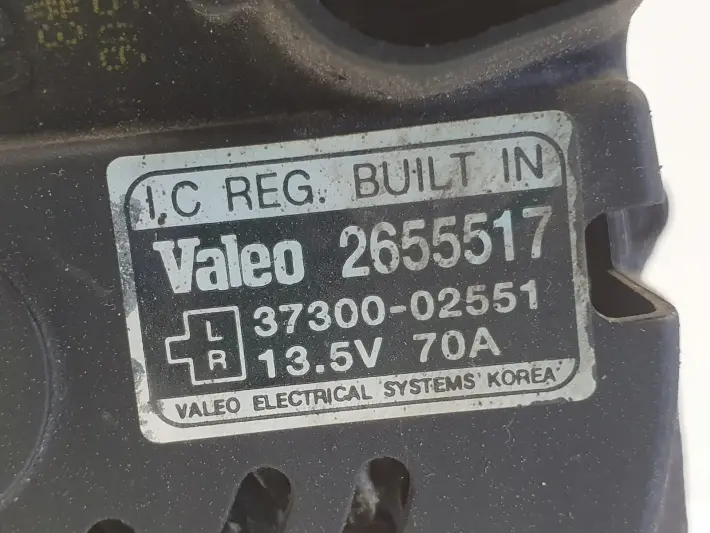 I.C REG. BUILT IN
Valeo 2655517
L 37300-02551
R 13.5V 70A
VALEO ELECTRICAL SYSTEMS KOREA